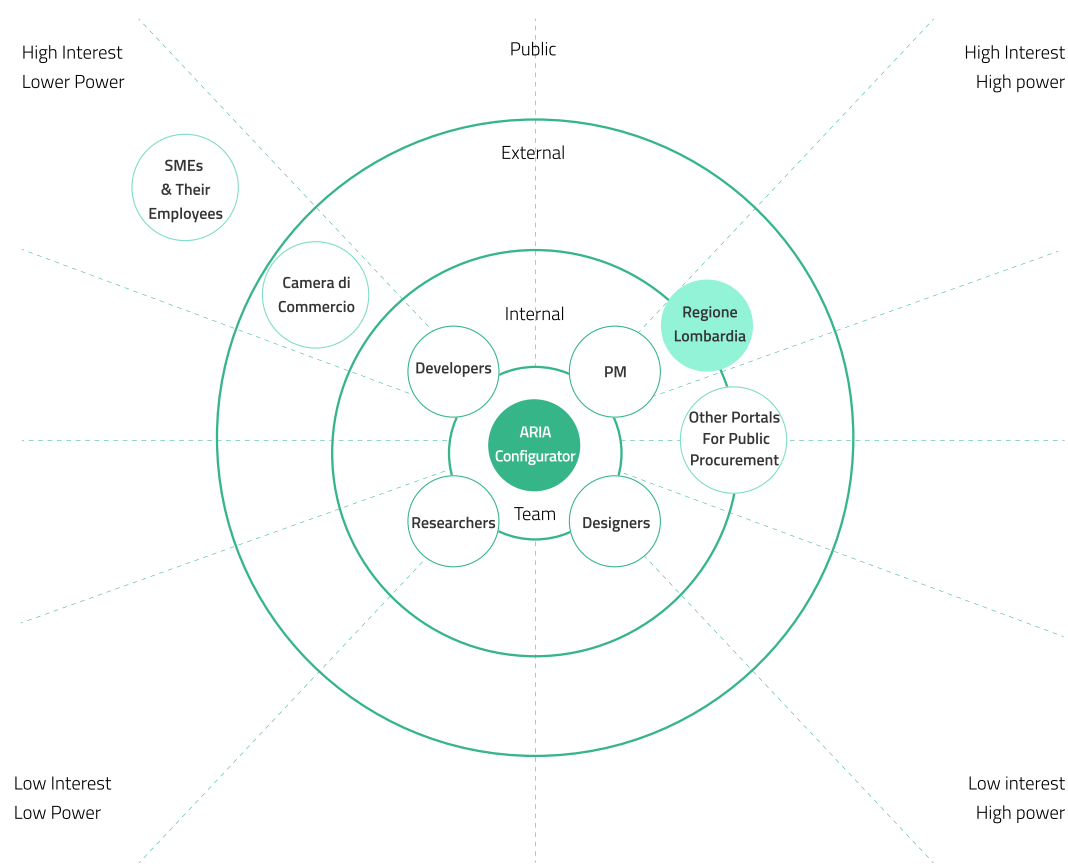 High Interest
Lower Power
Public
High Interest
High power
External
SMEs
& Their
Employees
Camera di
Commercio
Internal
Regione
Lombardia
Developers
PM
ARIA
Configurator
Other Portals
For Public
Procurement
Researchers
Team
Designers
Low Interest
Low Power
Low interest
High power